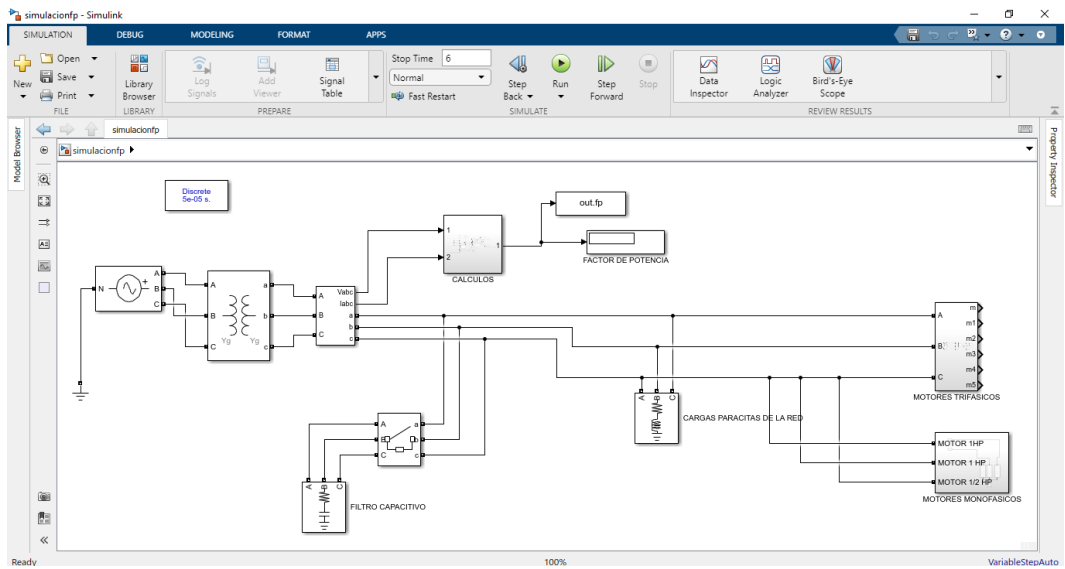 simulacionfp - Simulink
SIMULATION DEBUG MODELING FORMAT APPS
New
Open
Save
Print
FILE
Library
Browser
LIBRARY
Log
Signals
Add
Viewer
Signal
Table
PREPARE
Stop Time 6
Normal
Fast Restart
Step
Back
Run
Step
Forward
Stop
SIMULATE
Data
Inspector
Logic
Analyzer
Bird's-Eye
Scope
REVIEW RESULTS
Model Browser
simulacionfp
simulacionfp
Property Inspector
Discrete
5e-05 s.
out.fp
FACTOR DE POTENCIA
1
2
1
CALCULOS
N
A
B
C
A
B
C
Yg Yg
a
b
c
A
B
C
Vabc
Iabc
a
b
c
A
B
C
a
b
c
A B C
FILTRO CAPACITIVO
A B C
CARGAS PARACITAS DE LA RED
A
B
C
m
m1
m2
m3
m4
m5
MOTORES TRIFASICOS
MOTOR 1HP
MOTOR 1 HP
MOTOR 1/2 HP
MOTORES MONOFASICOS
Ready 100% VariableStepAuto